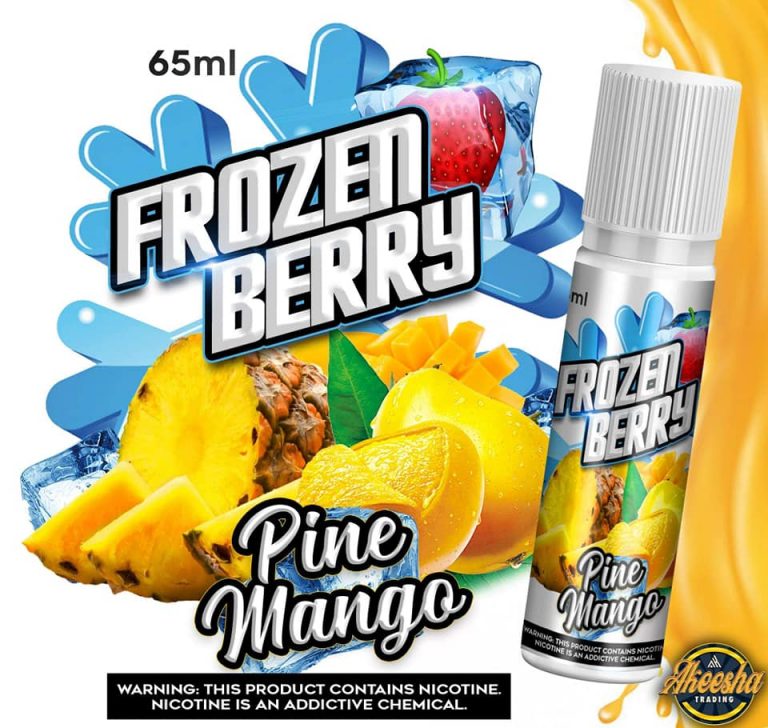 65ml
FROZEN
BERRY
Pine
Mango
WARNING: THIS PRODUCT CONTAINS NICOTINE.
NICOTINE IS AN ADDICTIVE CHEMICAL.
ml
FROZEN
BERRY
Pine
Mango
WARNING: THIS PRODUCT CONTAINS NICOTIN
NICOTINE IS AN ADDICTIVE CHEMICAL.
Akeesha
TRADING